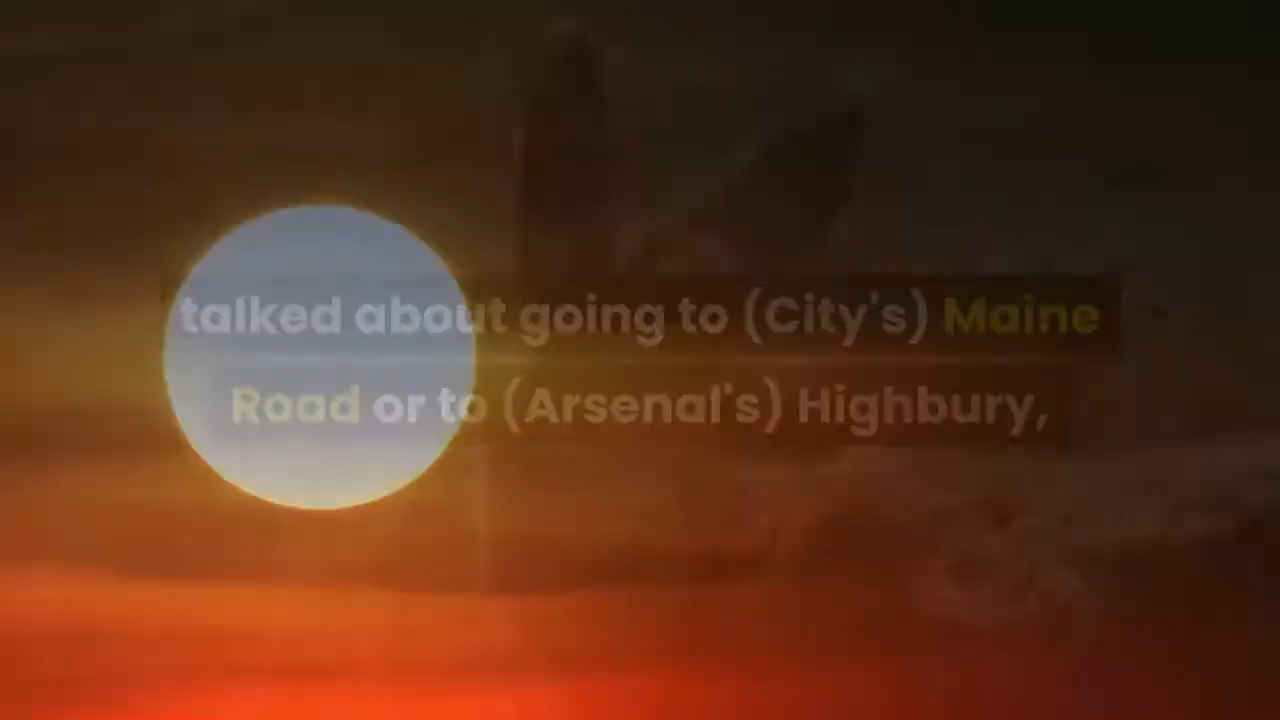 talked about going to (City's) Maine
Road or to (Arsenal's) Highbury,